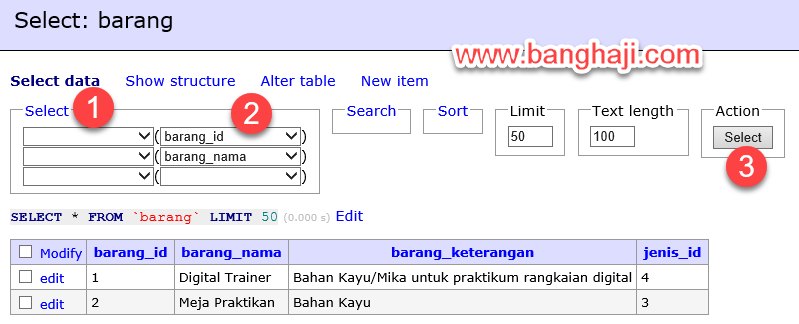 Select: barang
www.banghaji.com
Select data Show structure Alter table New item
Select 1 2 Search Sort Limit Text length Action
(barang_id) 50 100 Select
(barang_nama) 3
()
SELECT * FROM `barang` LIMIT 50 (0.000 s) Edit
Modify barang_id barang_nama barang_keterangan jenis_id
edit 1 Digital Trainer Bahan Kayu/Mika untuk praktikum rangkaian digital 4
edit 2 Meja Praktikan Bahan Kayu 3